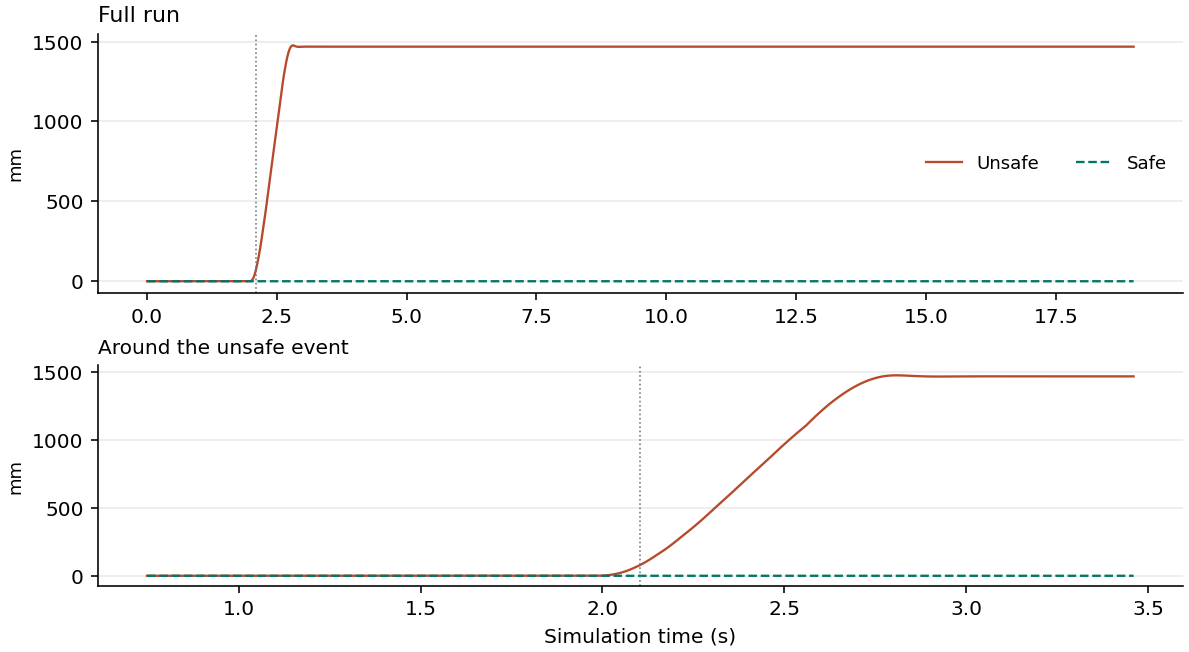 Full run
1500
1000
500
0
mm
Unsafe
Safe
0.0 2.5 5.0 7.5 10.0 12.5 15.0 17.5
Around the unsafe event
1500
1000
500
0
mm
1.0 1.5 2.0 2.5 3.0 3.5
Simulation time (s)